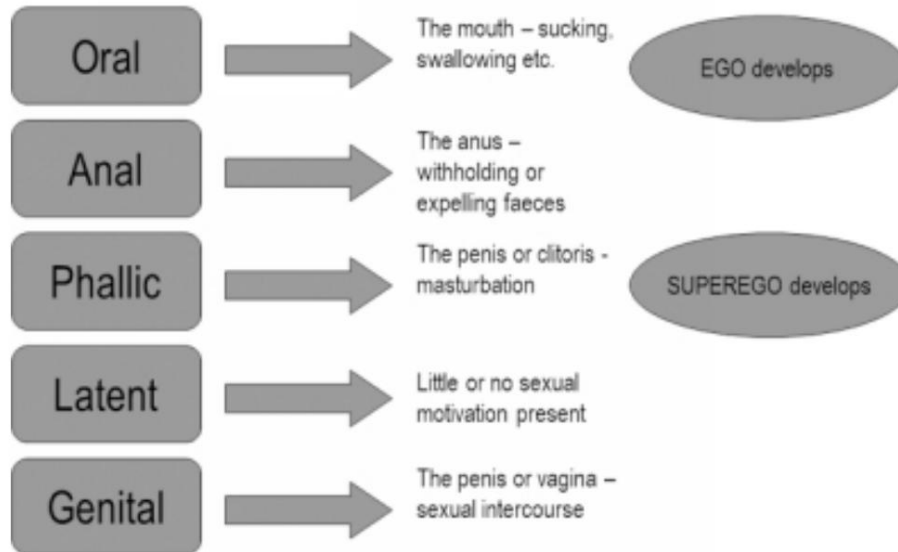 Oral
The mouth – sucking,
swallowing etc.
EGO develops
Anal
The anus –
withholding or
expelling faeces
Phallic
The penis or clitoris -
masturbation
SUPEREGO develops
Latent
Little or no sexual
motivation present
Genital
The penis or vagina –
sexual intercourse